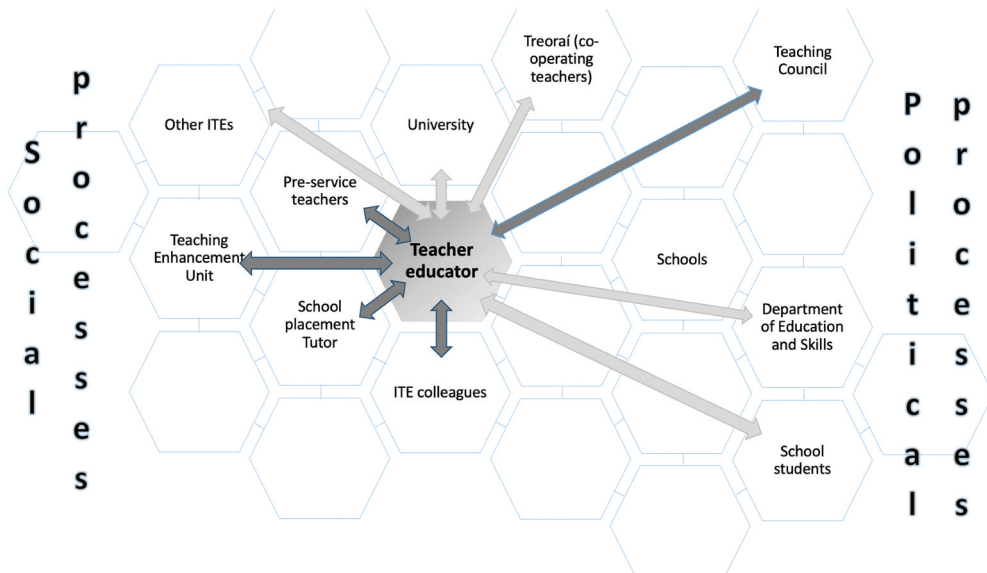 Social
processes
Other ITEs
Pre-service
teachers
Teaching
Enhancement
Unit
School
placement
Tutor
University
Teacher
educator
ITE colleagues
Treoraí (co-
operating
teachers)
Schools
Teaching
Council
Department
of Education
and Skills
School
students
Political
processes